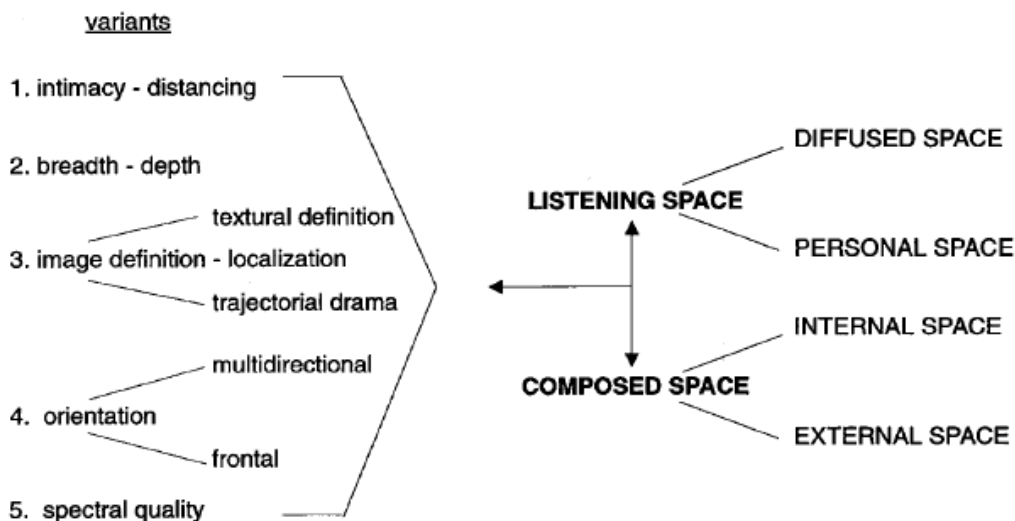 variants
1. intimacy - distancing
2. breadth - depth
textural definition
3. image definition - localization
trajectorial drama
multidirectional
4. orientation
frontal
5. spectral quality
DIFFUSED SPACE
LISTENING SPACE
PERSONAL SPACE
INTERNAL SPACE
COMPOSED SPACE
EXTERNAL SPACE